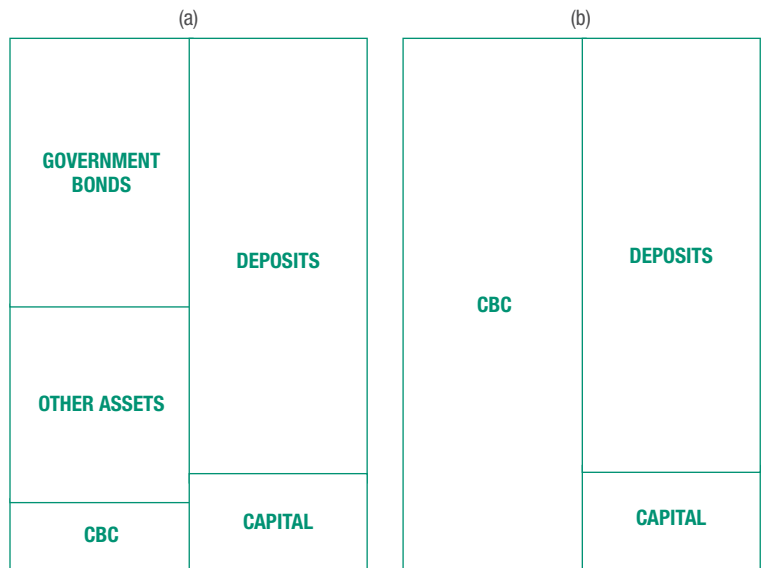 (a)
GOVERNMENT
BONDS
DEPOSITS
OTHER ASSETS
CBC
CAPITAL
(b)
CBC
DEPOSITS
CAPITAL